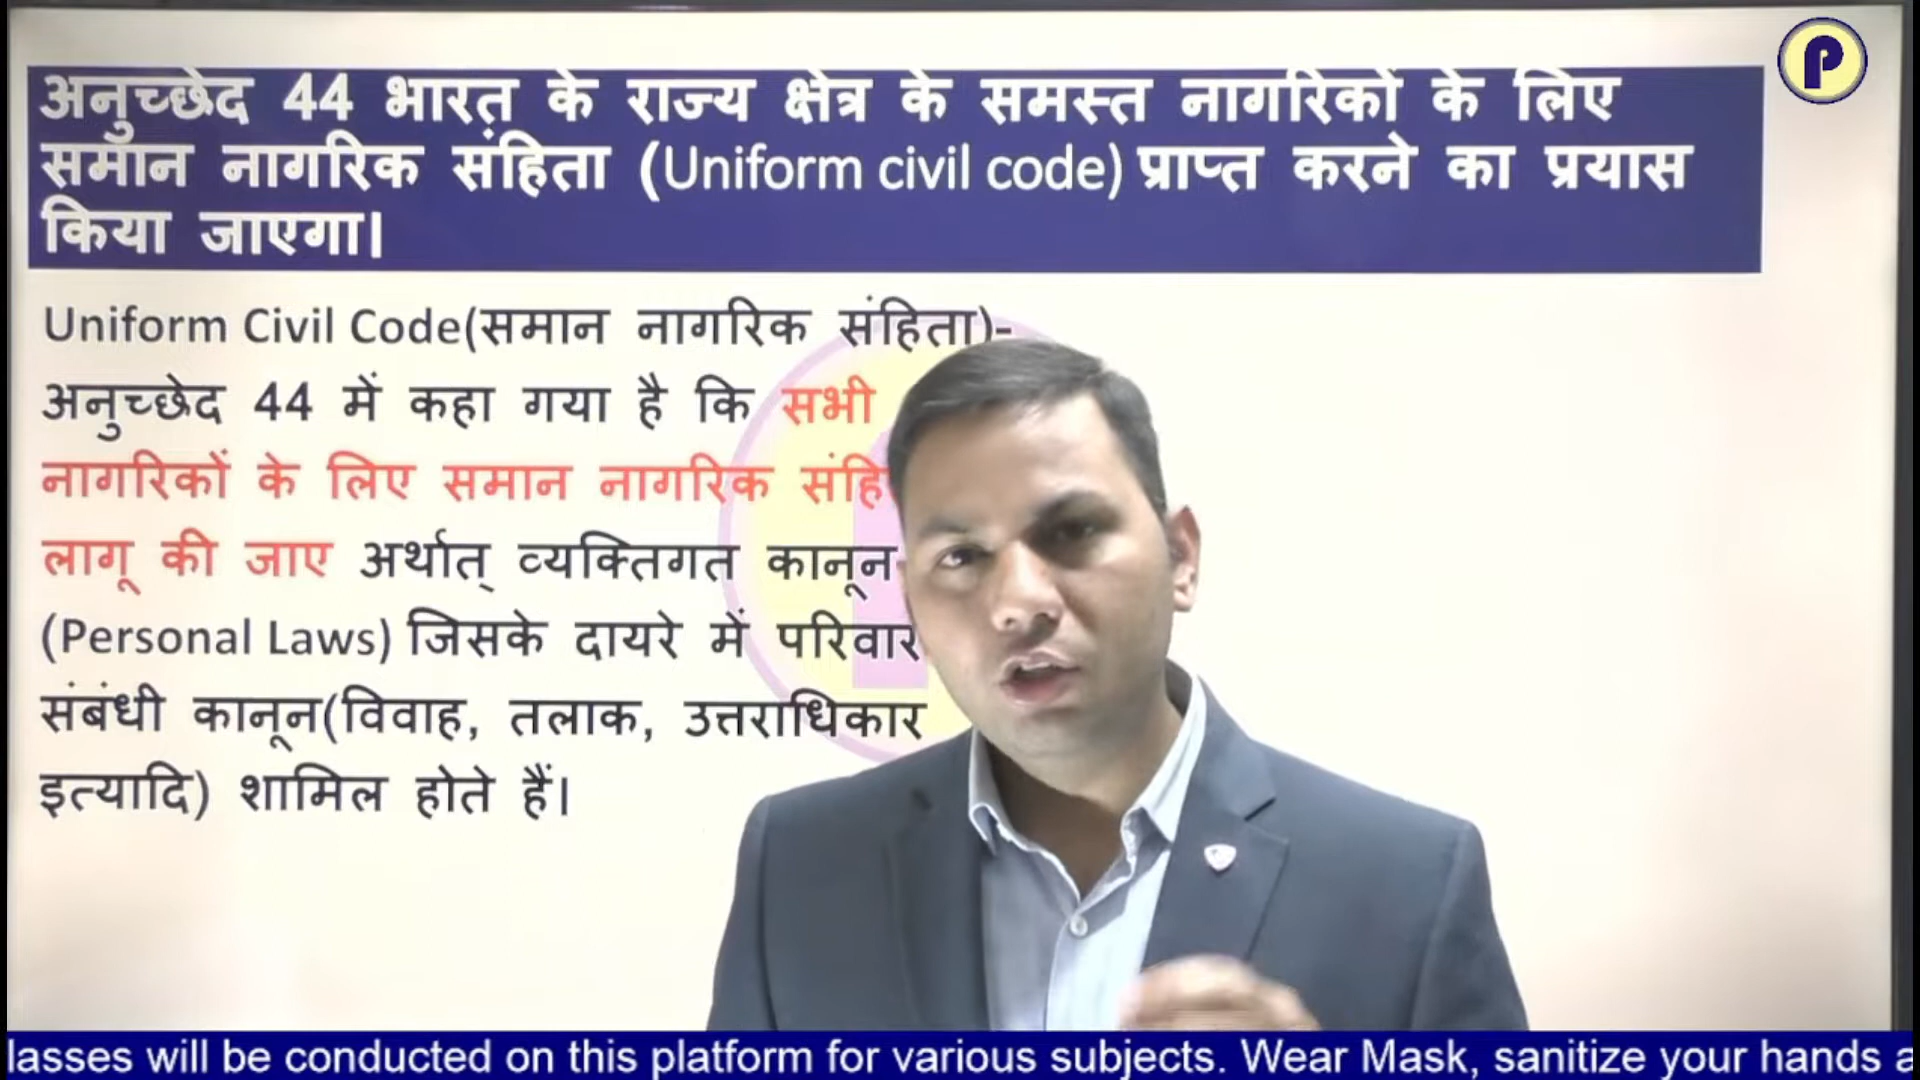 अनुच्छेद 44 भारत के राज्य क्षेत्र के समस्त नागरिकों के लिए
समान नागरिक संहिता (Uniform civil code) प्राप्त करने का प्रयास
किया जाएगा।
Uniform Civil Code(समान नागरिक संहिता)-
अनुच्छेद 44 में कहा गया है कि सभी
नागरिकों के लिए समान नागरिक
लागू की जाए अर्थात् व्यक्तिगत कानून
(Personal Laws) जिसके दायरे में परिवार
संबंधी कानून(विवाह, तलाक, उत्तराधिकार
इत्यादि) शामिल होते हैं।
lasses will be conducted on this platform for various subjects. Wear Mask, sanitize your hands a
P